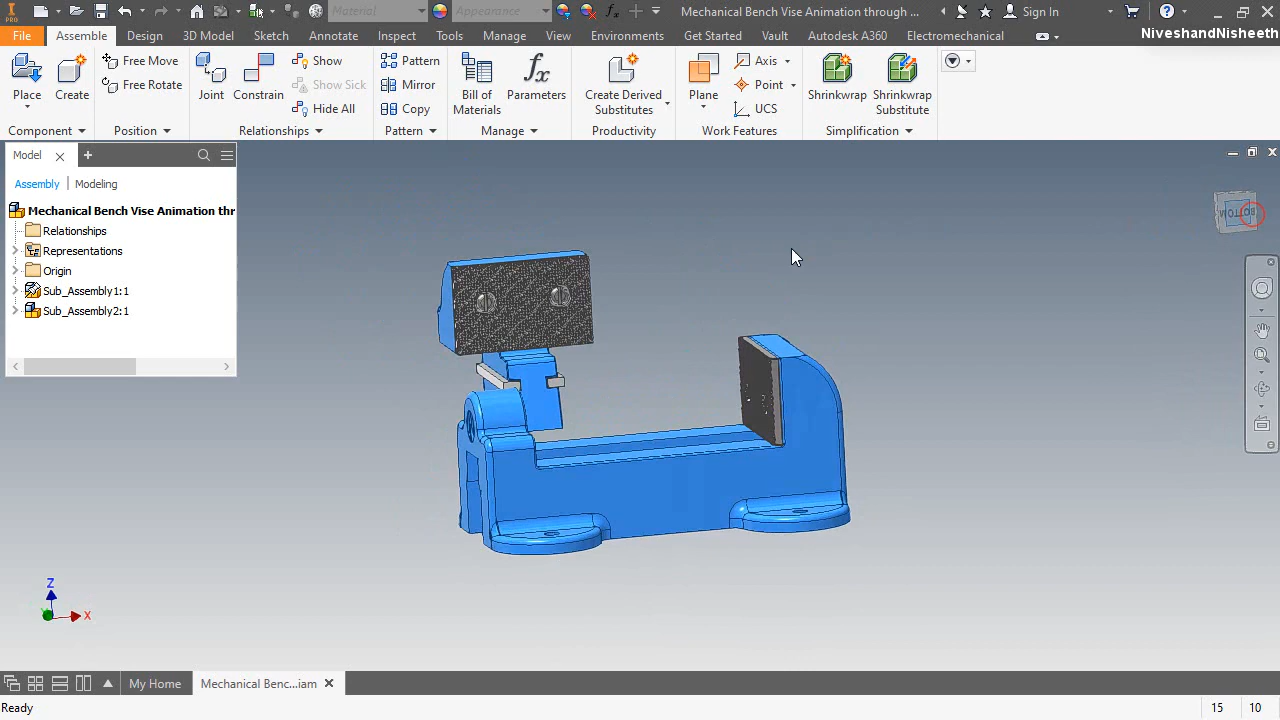 PRO
Material
Appearance
fx
Mechanical Bench Vise Animation through ...
Sign In
File
Assemble
Design
3D Model
Sketch
Annotate
Inspect
Tools
Manage
View
Environments
Get Started
Vault
Autodesk A360
Electromechanical
NiveshandNisheeth
Place
Create
Free Move
Free Rotate
Joint
Constrain
Show
Show Sick
Hide All
Pattern
Mirror
Copy
Bill of
Materials
fx
Parameters
Create Derived
Substitutes
Plane
Axis
Point
UCS
Shrinkwrap
Shrinkwrap
Substitute
Component
Position
Relationships
Pattern
Manage
Productivity
Work Features
Simplification
Model
Assembly
Modeling
Mechanical Bench Vise Animation thr
Relationships
Representations
Origin
Sub_Assembly1:1
Sub_Assembly2:1
BOTTOM
Z
Y
X
My Home
Mechanical Benc...iam
Ready
15
10